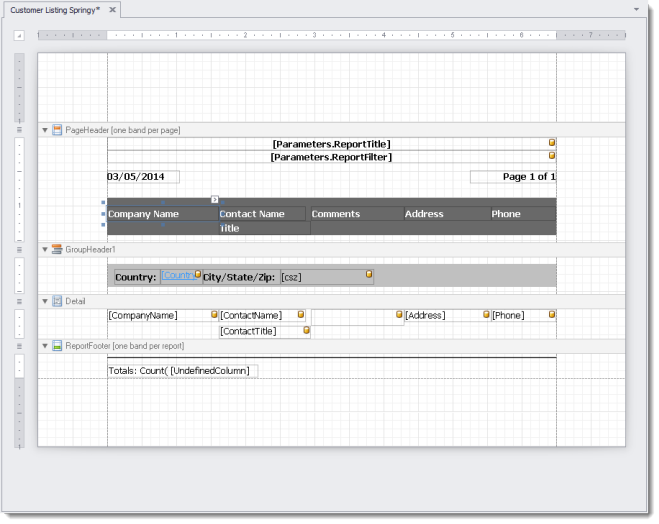 Customer Listing Springy*
1 2 3 4 5 6 7
PageHeader [one band per page]
[Parameters.ReportTitle]
[Parameters.ReportFilter]
03/05/2014 Page 1 of 1
1
Company Name Contact Name Comments Address Phone
Title
GroupHeader1
Country: [Country City/State/Zip: [csz]
Detail
[CompanyName] [ContactName] [Address] [Phone]
[ContactTitle]
ReportFooter [one band per report]
Totals: Count( [UndefinedColumn]